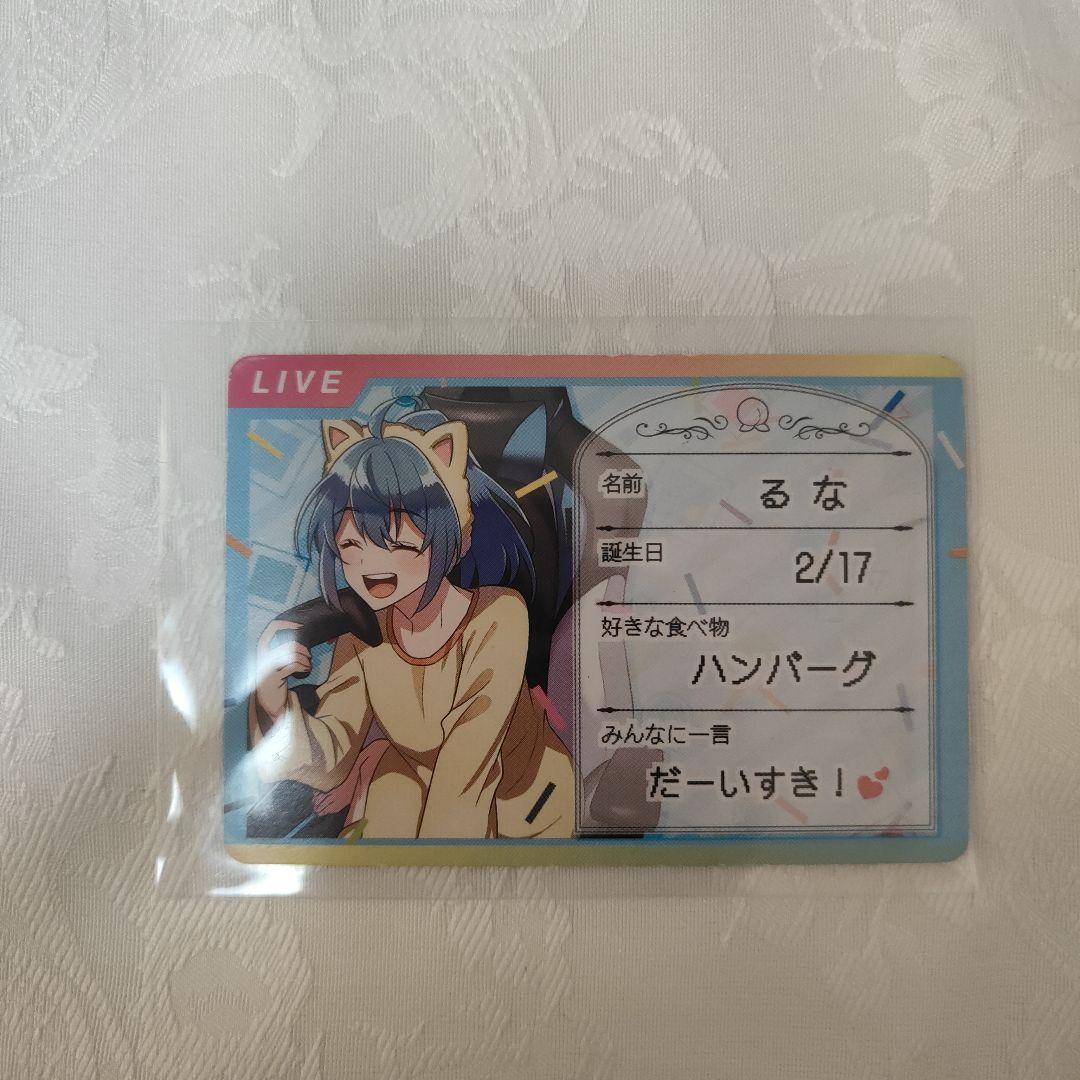 LIVE
名前
るな
誕生日
2/17
好きな食べ物
ハンバーグ
みんなに一言
だーいすき！💕